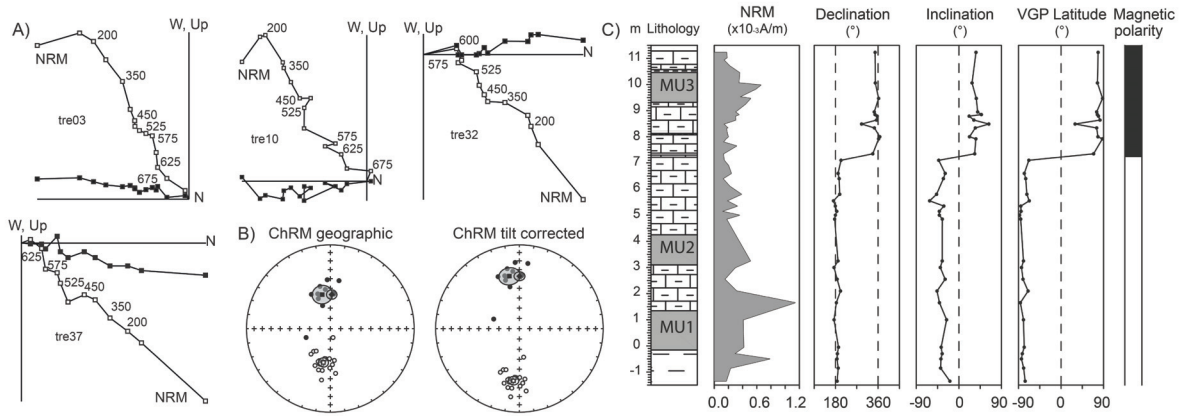 A)
W, Up
NRM
200
350
450
525
575
625
675
tre03
N
W, Up
200
NRM
350
450
525
575
625
675
tre10
N
W, Up
600
N
575
525
450
350
200
tre32
NRM
W, Up
N
625
575
525
450
350
200
tre37
NRM
B)
ChRM geographic
ChRM tilt corrected
C)
m Lithology
NRM
(x10-3A/m)
Declination
(°)
Inclination
(°)
VGP Latitude
(°)
Magnetic
polarity
11
10
9
8
7
6
5
4
3
2
1
0
-1
MU3
MU2
MU1
0.0 0.6 1.2
180 360
-90 0 90
-90 0 90